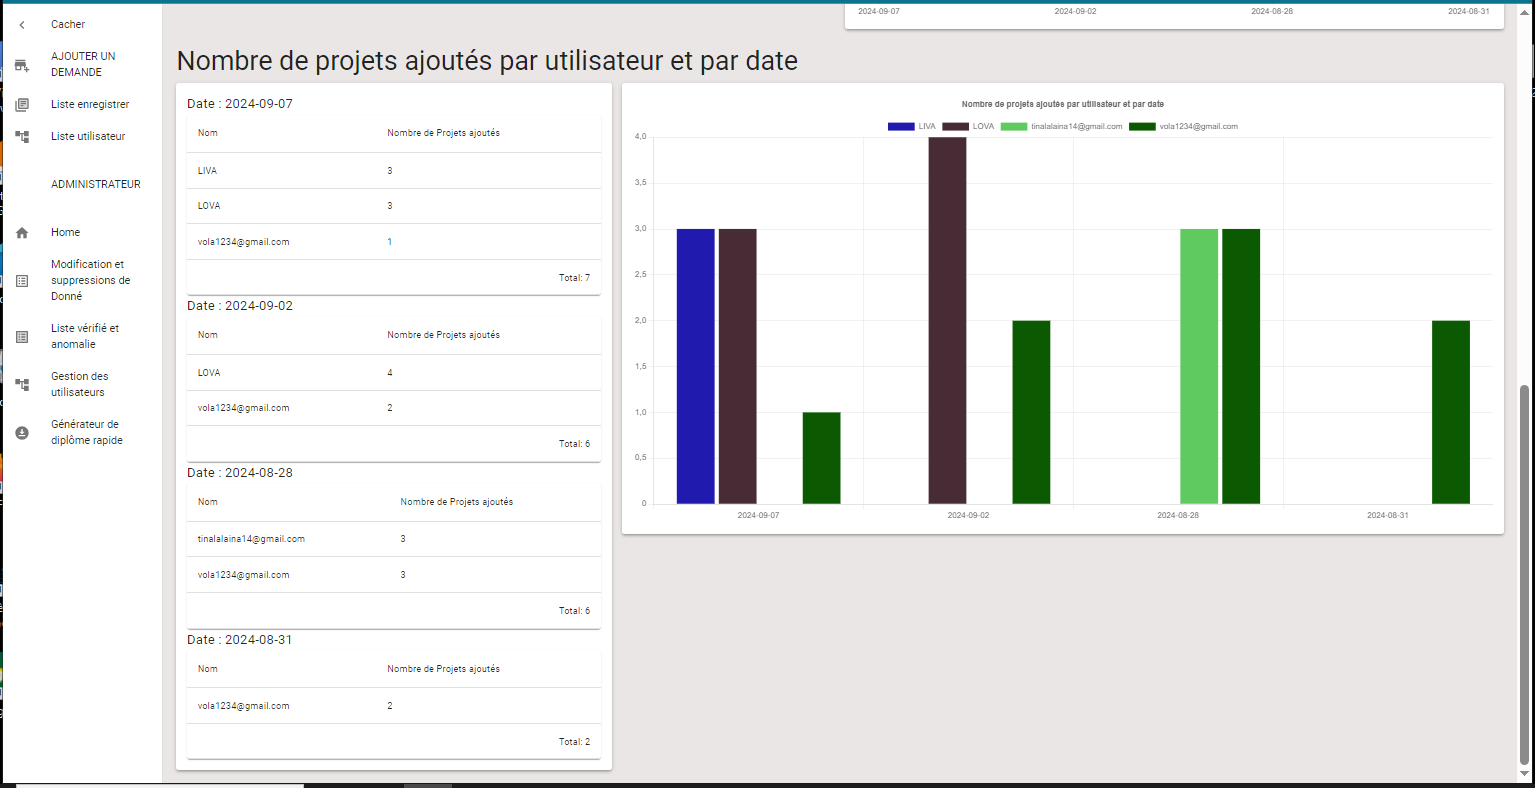 Cacher
AJOUTER UN
DEMANDE
Liste enregistrer
Liste utilisateur
ADMINISTRATEUR
Home
Modification et
suppressions de
Donné
Liste vérifié et
anomalie
Gestion des
utilisateurs
Générateur de
diplôme rapide
2024-09-07 2024-09-02 2024-08-28 2024-08-31
Nombre de projets ajoutés par utilisateur et par date
Date : 2024-09-07
Nom Nombre de Projets ajoutés
LIVA 3
LOVA 3
vola1234@gmail.com 1
Total: 7
Date : 2024-09-02
Nom Nombre de Projets ajoutés
LOVA 4
vola1234@gmail.com 2
Total: 6
Date : 2024-08-28
Nom Nombre de Projets ajoutés
tinalalaina14@gmail.com 3
vola1234@gmail.com 3
Total: 6
Date : 2024-08-31
Nom Nombre de Projets ajoutés
vola1234@gmail.com 2
Total: 2
Nombre de projets ajoutés par utilisateur et par date
LIVA LOVA tinalalaina14@gmail.com vola1234@gmail.com
4,0
3,5
3,0
2,5
2,0
1,5
1,0
0,5
0
2024-09-07 2024-09-02 2024-08-28 2024-08-31